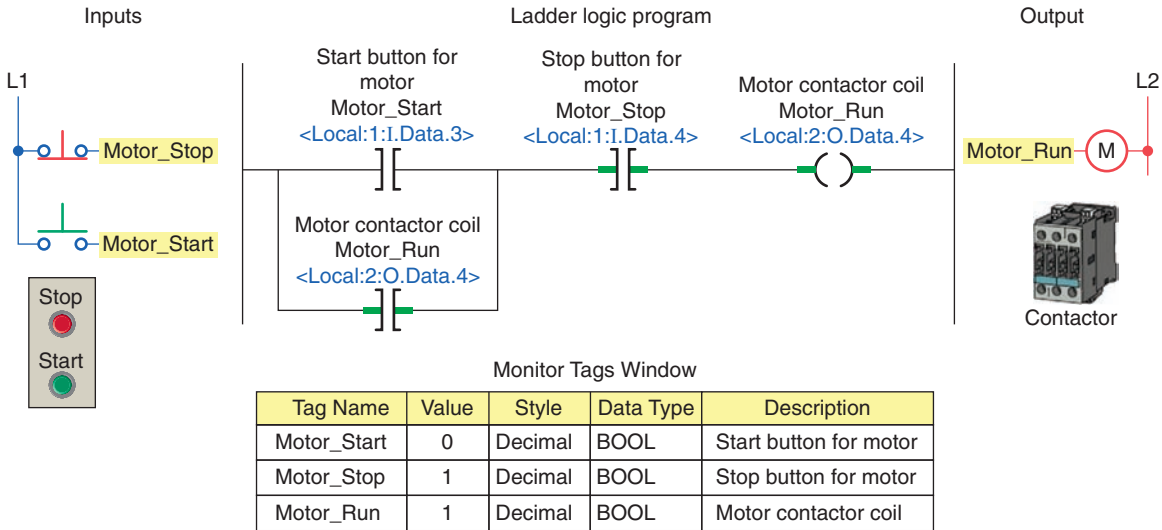 Inputs
Ladder logic program
Output
L1
Start button for
motor
Motor_Start
<Local:1:I.Data.3>
Stop button for
motor
Motor_Stop
<Local:1:I.Data.4>
Motor contactor coil
Motor_Run
<Local:2:O.Data.4>
L2
Motor_Stop
Motor_Start
Motor contactor coil
Motor_Run
<Local:2:O.Data.4>
Motor_Run
M
Stop
Start
Contactor
Monitor Tags Window
Tag Name Value Style Data Type Description
Motor_Start 0 Decimal BOOL Start button for motor
Motor_Stop 1 Decimal BOOL Stop button for motor
Motor_Run 1 Decimal BOOL Motor contactor coil